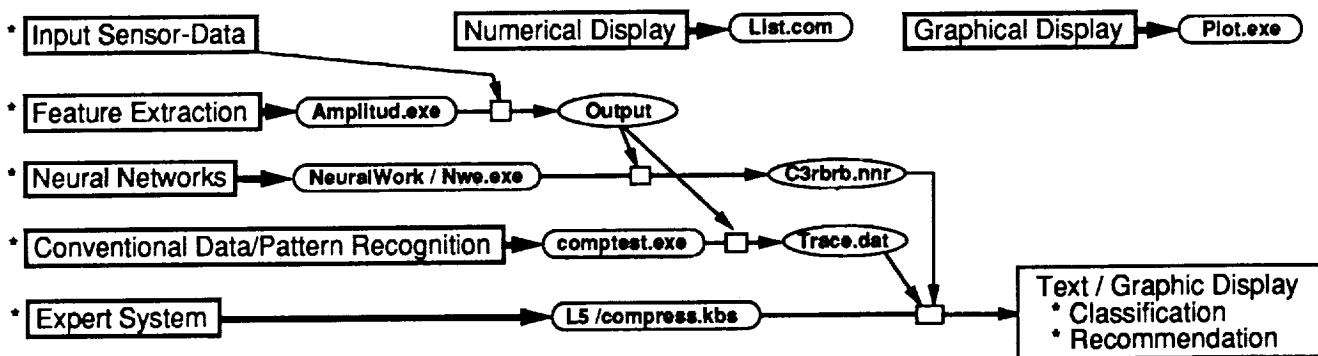 * Input Sensor-Data Numerical Display List.com Graphical Display Plot.exe
* Feature Extraction Amplitud.exe Output
* Neural Networks NeuralWork / Nwe.exe C3rbrb.nnr
* Conventional Data/Pattern Recognition comptest.exe Trace.dat
* Expert System L5 /compress.kbs
Text / Graphic Display
* Classification
* Recommendation